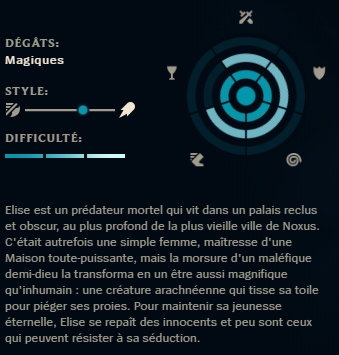 DÉGÂTS:
Magiques
STYLE:
DIFFICULTÉ:
Elise est un prédateur mortel qui vit dans un palais reclus
et obscur, au plus profond de la plus vieille ville de Noxus.
C'était autrefois une simple femme, maîtresse d'une
Maison toute-puissante, mais la morsure d'un maléfique
demi-dieu la transforma en un être aussi magnifique
qu'inhumain : une créature arachnéenne qui tisse sa toile
pour piéger ses proies. Pour maintenir sa jeunesse
éternelle, Elise se repaît des innocents et peu sont ceux
qui peuvent résister à sa séduction.